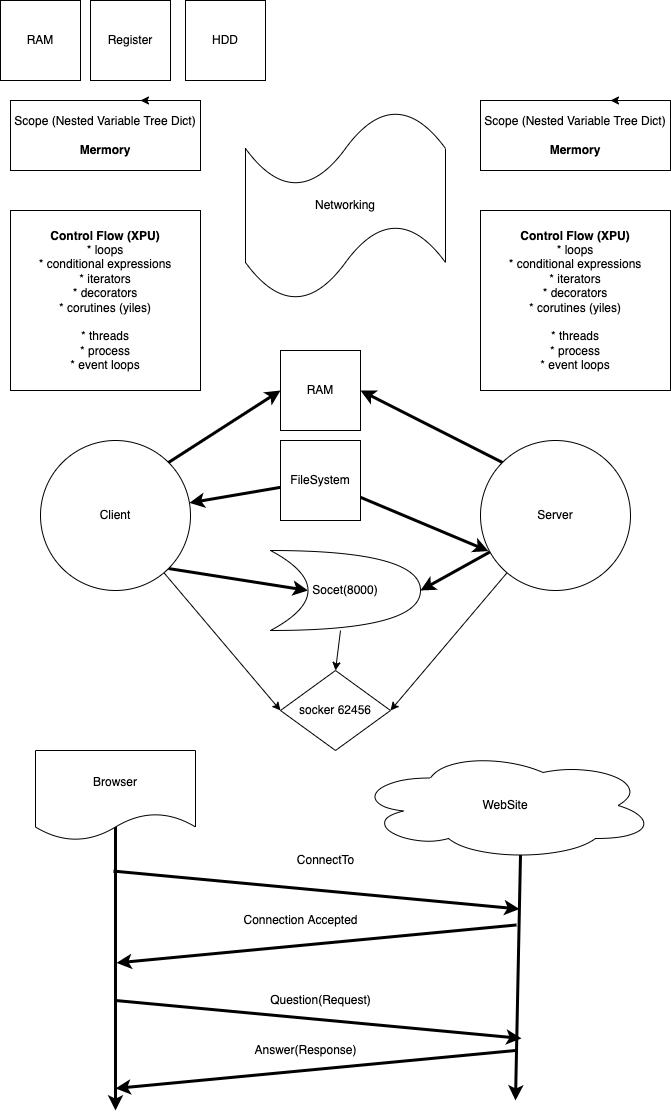 RAM
Register
HDD
Scope (Nested Variable Tree Dict)
Mermory
Scope (Nested Variable Tree Dict)
Mermory
Networking
Control Flow (XPU)
* loops
* conditional expressions
* iterators
* decorators
* corutines (yiles)
* threads
* process
* event loops
Control Flow (XPU)
* loops
* conditional expressions
* iterators
* decorators
* corutines (yiles)
* threads
* process
* event loops
RAM
FileSystem
Client
Server
Socet(8000)
socker 62456
Browser
WebSite
ConnectTo
Connection Accepted
Question(Request)
Answer(Response)